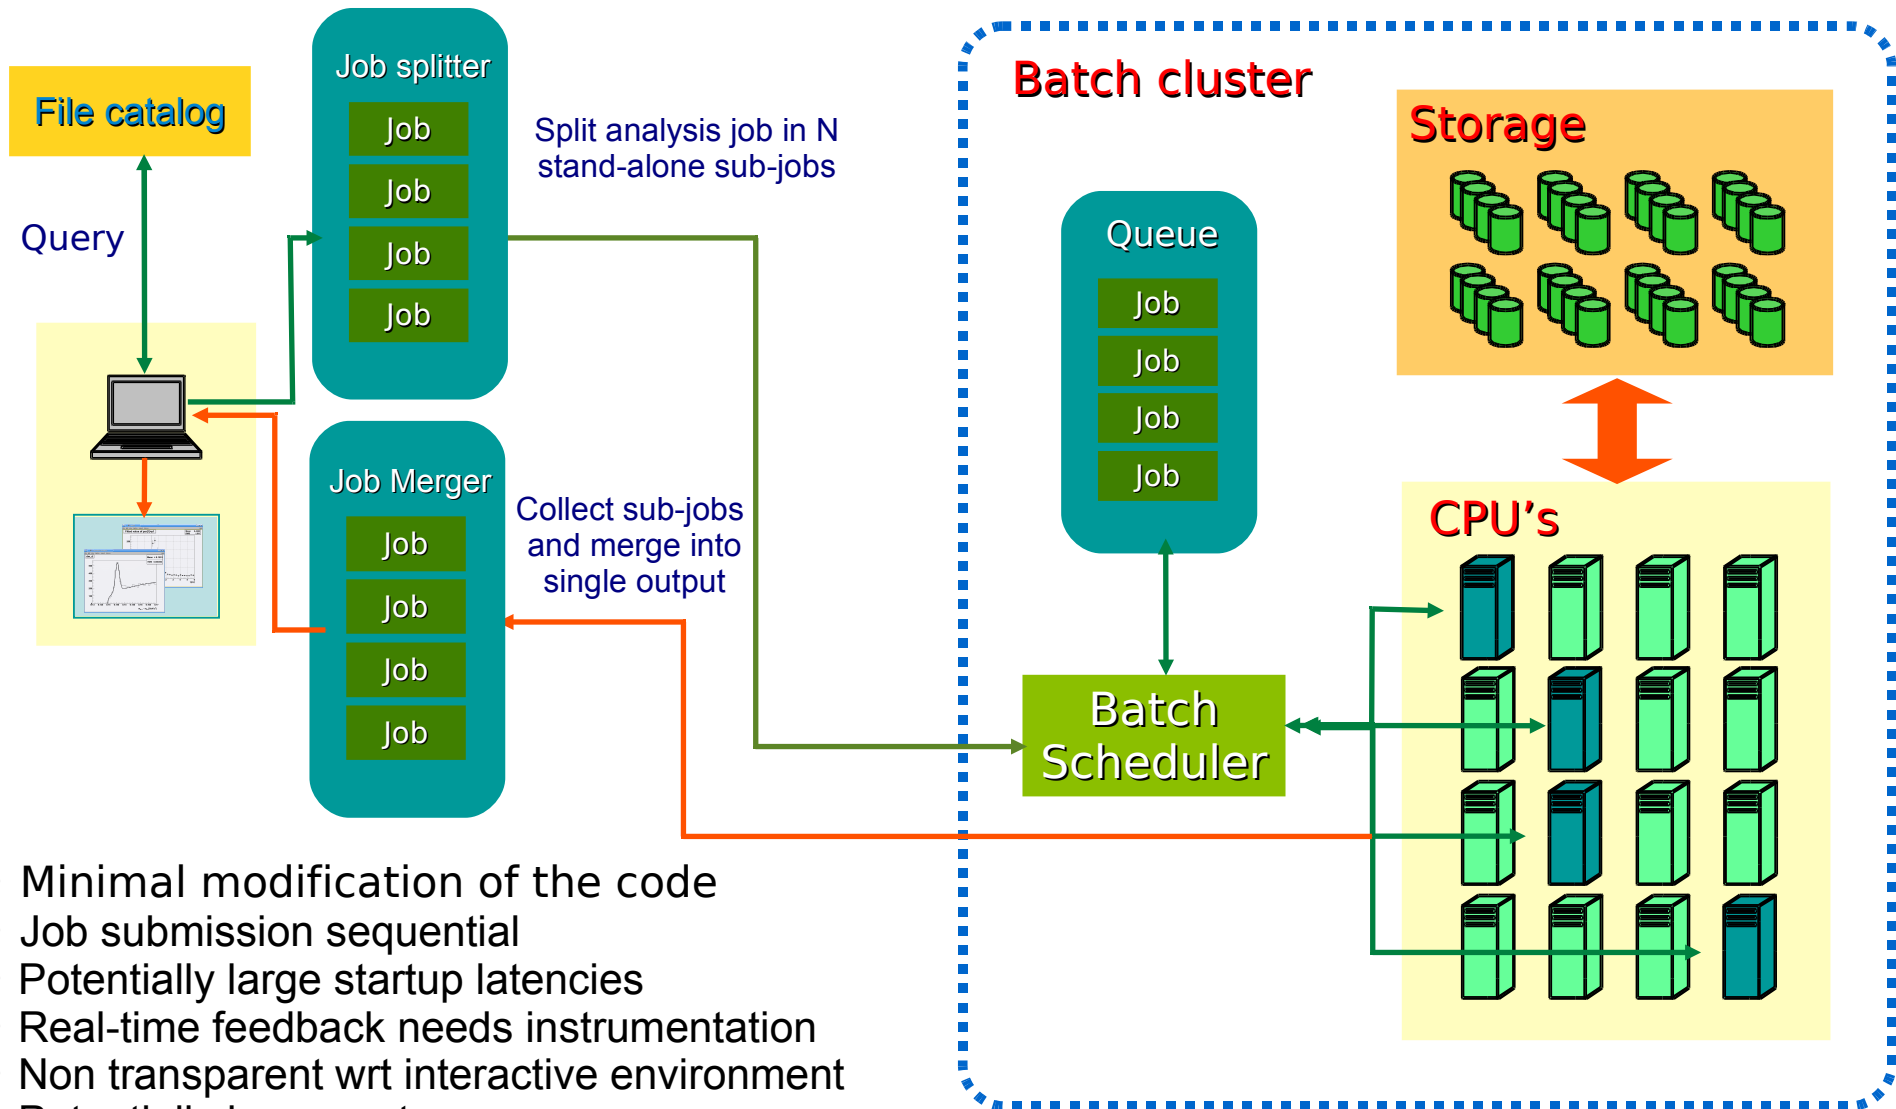 File catalog
Query
Job splitter
Job
Job
Job
Job
Split analysis job in N
stand-alone sub-jobs
Job Merger
Job
Job
Job
Job
Collect sub-jobs
and merge into
single output
Batch cluster
Queue
Job
Job
Job
Job
Batch
Scheduler
Storage
CPU's
Minimal modification of the code
Job submission sequential
Potentially large startup latencies
Real-time feedback needs instrumentation
Non transparent wrt interactive environment